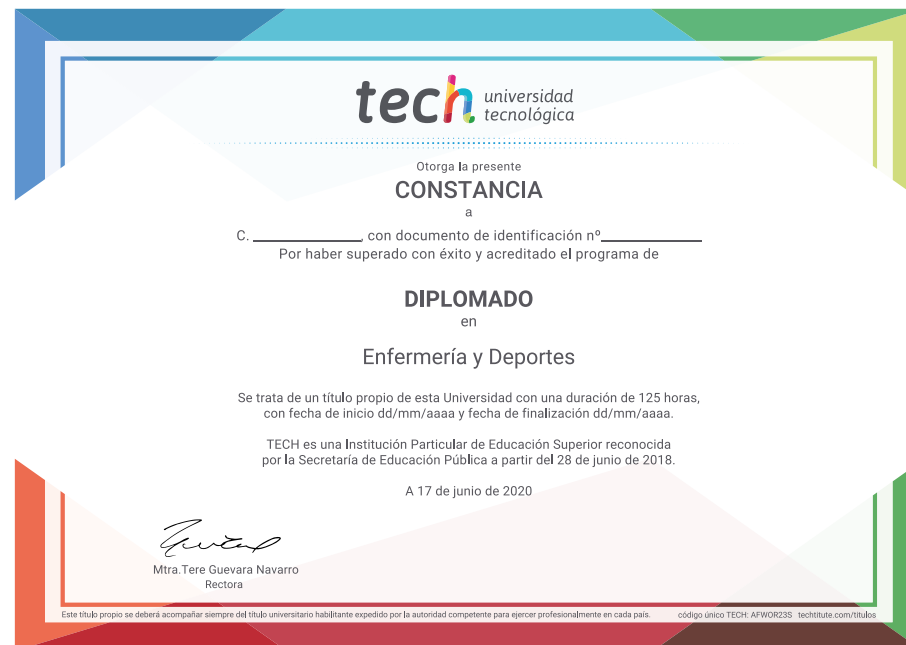 tech universidad
tecnológica
Otorga la presente
CONSTANCIA
a
C. ______________, con documento de identificación nº_____________
Por haber superado con éxito y acreditado el programa de
DIPLOMADO
en
Enfermería y Deportes
Se trata de un título propio de esta Universidad con una duración de 125 horas,
con fecha de inicio dd/mm/aaaa y fecha de finalización dd/mm/aaaa.
TECH es una Institución Particular de Educación Superior reconocida
por la Secretaría de Educación Pública a partir del 28 de junio de 2018.
A 17 de junio de 2020
Mtra.Tere Guevara Navarro
Rectora
Este título propio se deberá acompañar siempre del título universitario habilitante expedido por la autoridad competente para ejercer profesionalmente en cada país. código único TECH: AFWOR23S techtitute.com/títulos